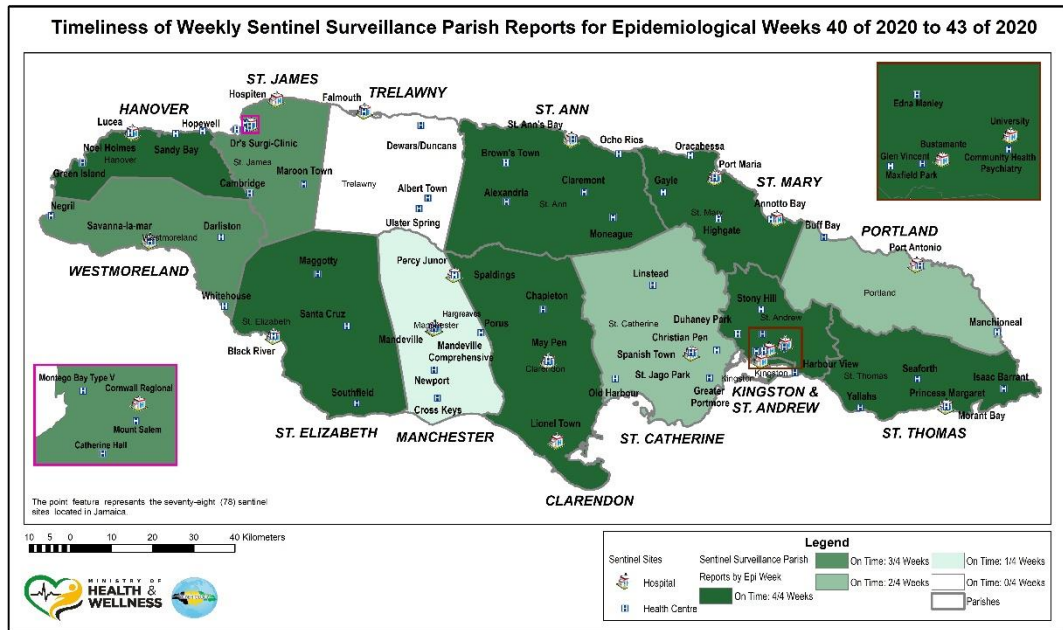 Timeliness of Weekly Sentinel Surveillance Parish Reports for Epidemiological Weeks 40 of 2020 to 43 of 2020
ST. JAMES
Hospiten
TRELAWNY
Falmouth
HANOVER
Lucea
Hopewell
Noel Holmes
Hanover
Sandy Bay
Green Island
Dr's Surgi-Clinic
St. James
Maroon Town
Cambridge
Dewars/Duncans
Trelawny
Albert Town
Ulster Spring
ST. ANN
St. Ann's Bay
Ocho Rios
Brown's Town
Claremont
Alexandria
St. Ann
Moneague
Oracabessa
Port Maria
Gayle
ST. MARY
St. Mary
Annotto Bay
Highgate
Buff Bay
PORTLAND
Port Antonio
Portland
Manchioneal
Edna Manley
University
Bustamante
Glen Vincent
Community Health
Psychiatry
Maxfield Park
Negril
Savanna-la-mar
Darliston
Westmoreland
WESTMORELAND
Whitehouse
Maggotty
Santa Cruz
St. Elizabeth
Black River
Southfield
ST. ELIZABETH
Percy Junor
Hargreaves
Manchester
Mandeville
Mandeville
Comprehensive
Newport
Cross Keys
MANCHESTER
Spaldings
Chapleton
Porus
May Pen
Clarendon
Lionel Town
CLARENDON
Linstead
St. Catherine
Christian Pen
Spanish Town
St. Jago Park
Old Harbour
Greater
Portmore
ST. CATHERINE
Stony Hill
St. Andrew
Duhaney Park
Harbour View
Kingston
Kingston
KINGSTON &
ST. ANDREW
Seaforth
St. Thomas
Isaac Barrant
Yallahs
Princess Margaret
Morant Bay
ST. THOMAS
Montego Bay Type V
Cornwall Regional
Mount Salem
Catherine Hall
The point featura represents the seventy-eight (78) sentinel
sites located in Jamaica.
10 5 0 10 20 30 40 Kilometers
MINISTRY OF
HEALTH &
WELLNESS
Legend
Sentinel Sites
Hospital
Health Centre
Sentinel Surveillance Parish
Reports by Epi Week
On Time: 4/4 Weeks
On Time: 3/4 Weeks
On Time: 2/4 Weeks
On Time: 1/4 Weeks
On Time: 0/4 Weeks
Parishes